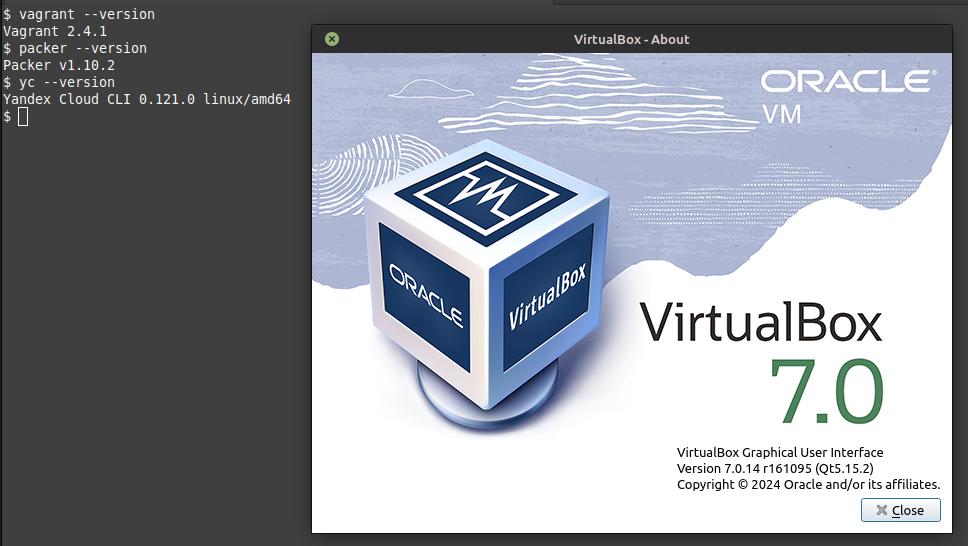 $ vagrant --version
Vagrant 2.4.1
$ packer --version
Packer v1.10.2
$ yc --version
Yandex Cloud CLI 0.121.0 linux/amd64
$
VirtualBox - About
ORACLE®
VM
ORACLE
VirtualBox
VirtualBox
7.0
VirtualBox Graphical User Interface
Version 7.0.14 r161095 (Qt5.15.2)
Copyright © 2024 Oracle and/or its affiliates.
Close